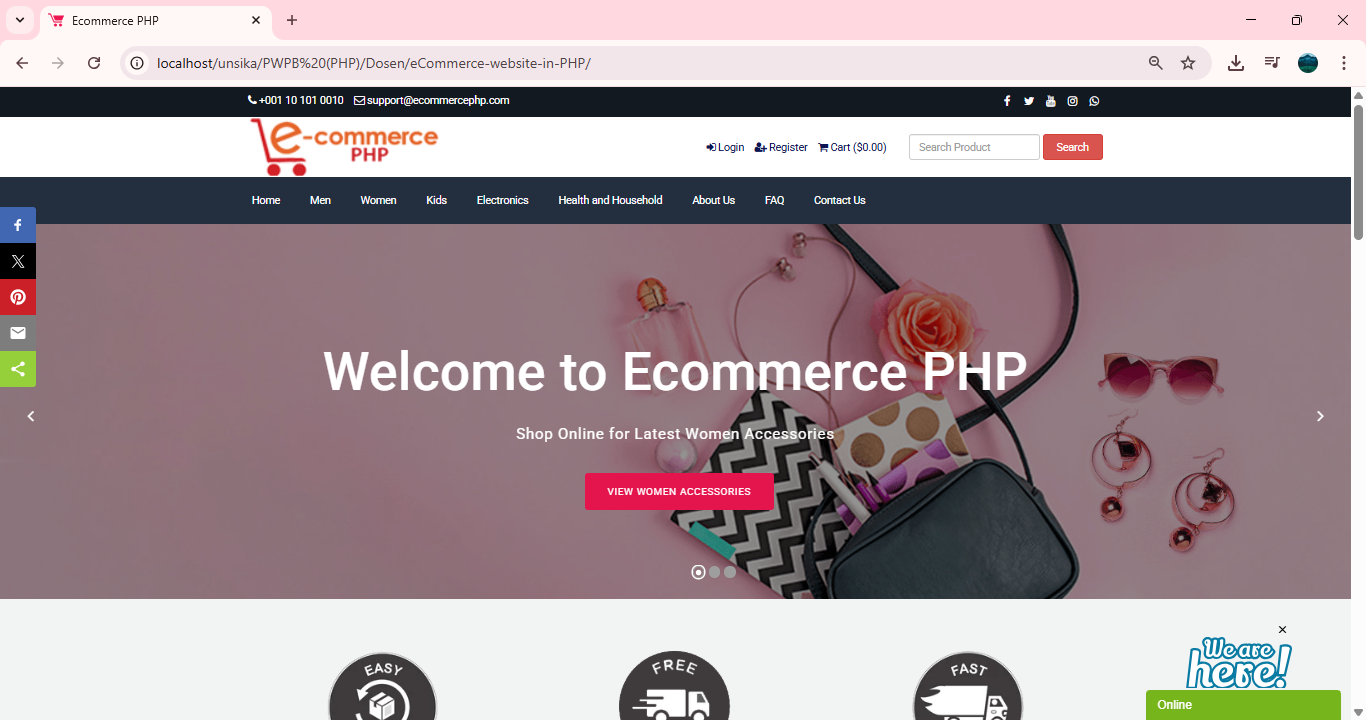 Ecommerce PHP
localhost/unsika/PWPB%20(PHP)/Dosen/eCommerce-website-in-PHP/
+001 10 101 0010 support@ecommercephp.com
e-commerce
PHP
Login Register Cart ($0.00) Search Product Search
Home Men Women Kids Electronics Health and Household About Us FAQ Contact Us
Welcome to Ecommerce PHP
Shop Online for Latest Women Accessories
VIEW WOMEN ACCESSORIES
EASY FREE FAST
We are
here!
Online